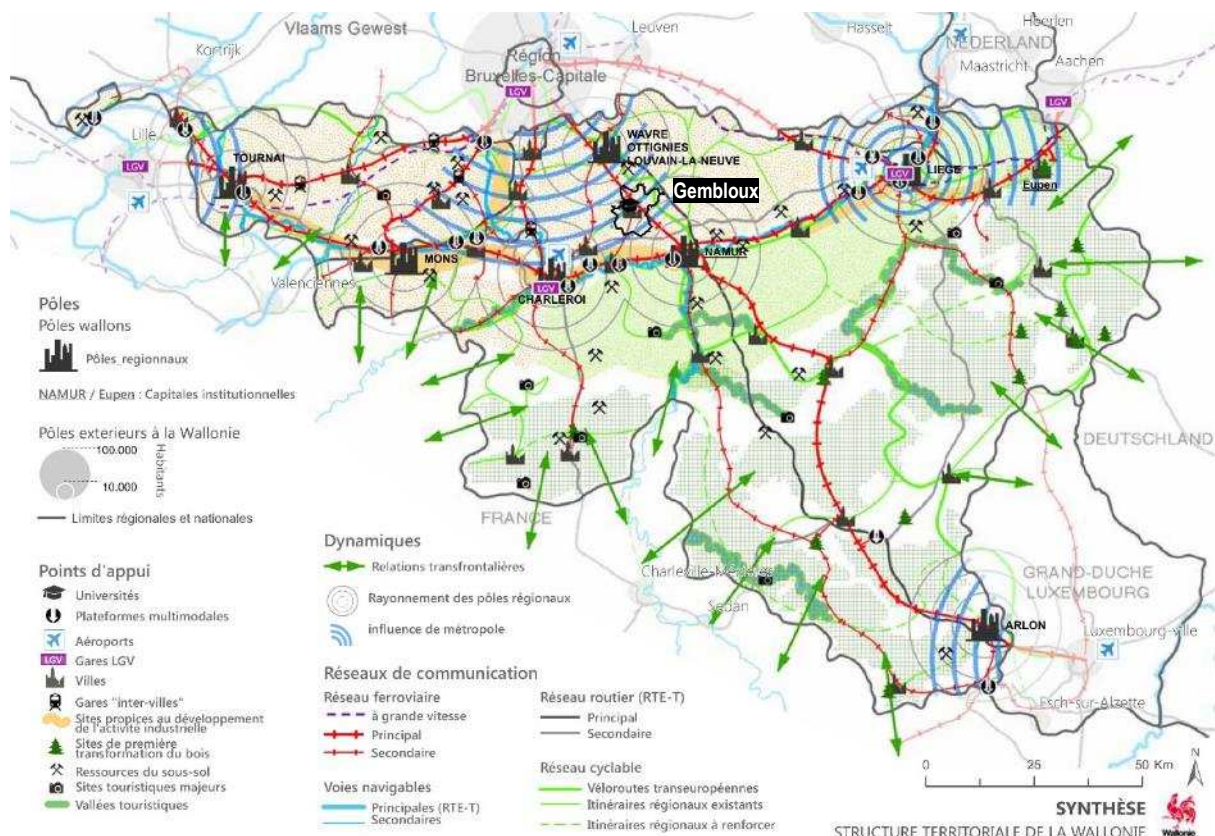 Vlaams Gewest
Leuven
Hasselt
Heerlen
NEDERLAND
Kortrijk
Région
Bruxelles-Capitale
Maastricht
Aachen
LGV
LGV
Lille
LGV
WAVRE
OTTIGNIES
LOUVAIN-LA-NEUVE
TOURNAI
LGV
LIÈGE
Eupen
Gembloux
MONS
NAMUR
Valenciennes
LGV
CHARLEROI
Pôles
Pôles wallons
Pôles_regionnaux
NAMUR / Eupen : Capitales institutionnelles
Pôles exterieurs à la Wallonie
100.000
10.000
Habitants
Limites régionales et nationales
DEUTSCHLAND
FRANCE
Charleville-Mézières
Sedan
GRAND-DUCHE
LUXEMBOURG
ARLON
Luxembourg-ville
Esch-sur-Alzette
Points d'appui
Universités
Plateformes multimodales
Aéroports
LGV Gares LGV
Villes
Gares "inter-villes"
Sites propices au développement
de l'activité industrielle
Sites de première
transformation du bois
Ressources du sous-sol
Sites touristiques majeurs
Vallées touristiques
Dynamiques
Relations transfrontalières
Rayonnement des pôles régionaux
influence de métropole
Réseaux de communication
Réseau ferroviaire
à grande vitesse
Principal
Secondaire
Voies navigables
Principales (RTE-T)
Secondaires
Réseau routier (RTE-T)
Principal
Secondaire
Réseau cyclable
Véloroutes transeuropéennes
Itinéraires régionaux existants
Itinéraires régionaux à renforcer
0 25 50 Km
N
SYNTHÈSE
STRUCTURE TERRITORIALE DE LA WALLONIE
Wallonie